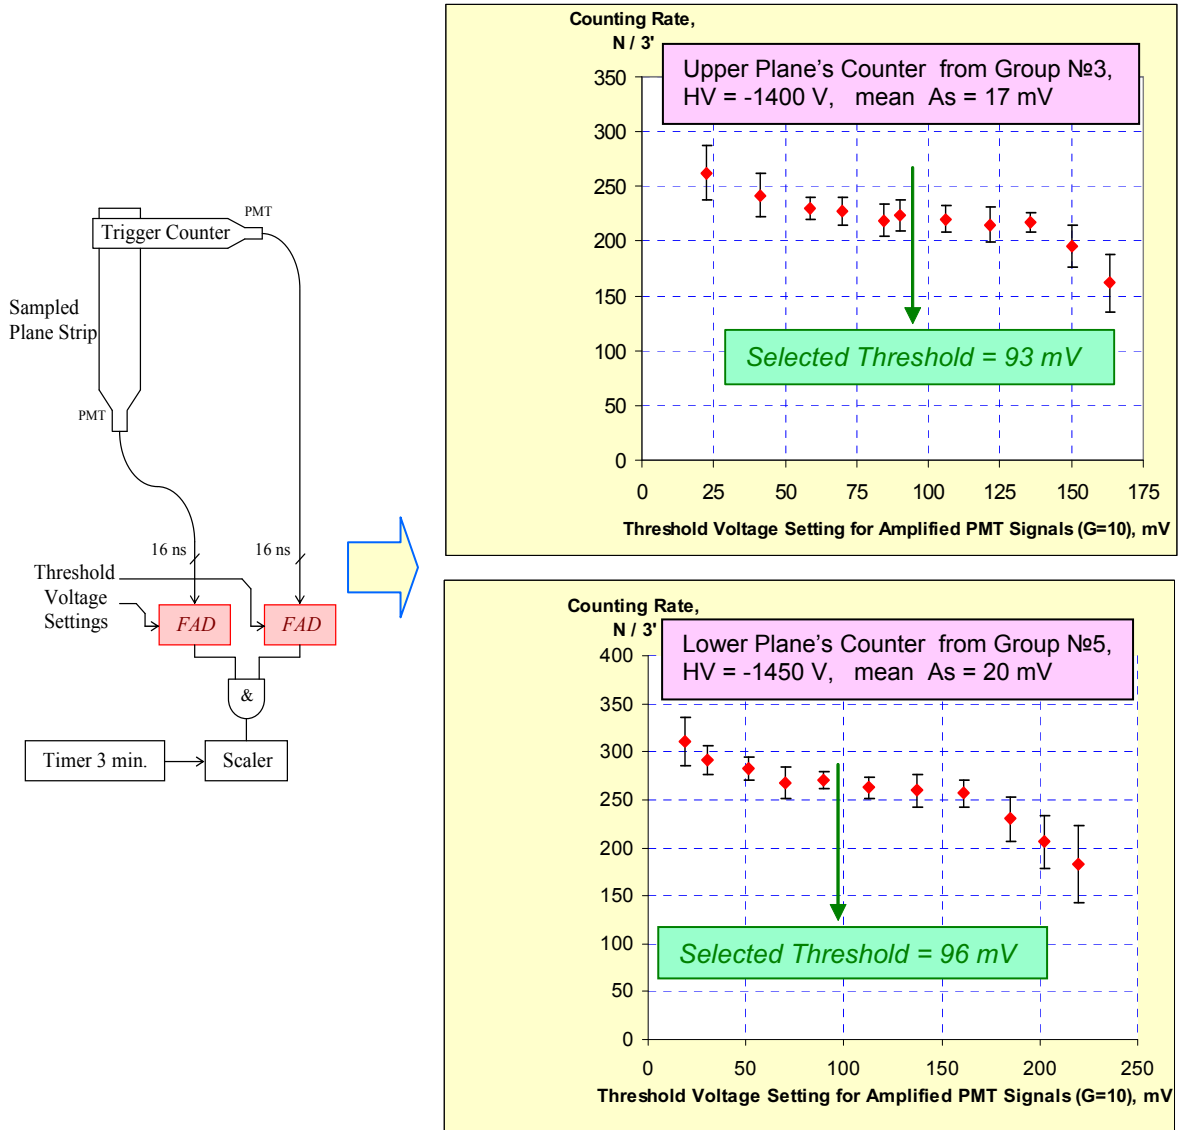 PMT
Trigger Counter
Sampled
Plane Strip
PMT
16 ns
16 ns
Threshold
Voltage
Settings
FAD
FAD
&
Timer 3 min.
Scaler
Counting Rate,
N / 3'
Upper Plane's Counter from Group №3,
HV = -1400 V, mean As = 17 mV
350
300
250
200
150
100
50
0
Selected Threshold = 93 mV
0 25 50 75 100 125 150 175
Threshold Voltage Setting for Amplified PMT Signals (G=10), mV
Counting Rate,
N / 3'
Lower Plane's Counter from Group №5,
HV = -1450 V, mean As = 20 mV
400
350
300
250
200
150
100
50
0
Selected Threshold = 96 mV
0 50 100 150 200 250
Threshold Voltage Setting for Amplified PMT Signals (G=10), mV